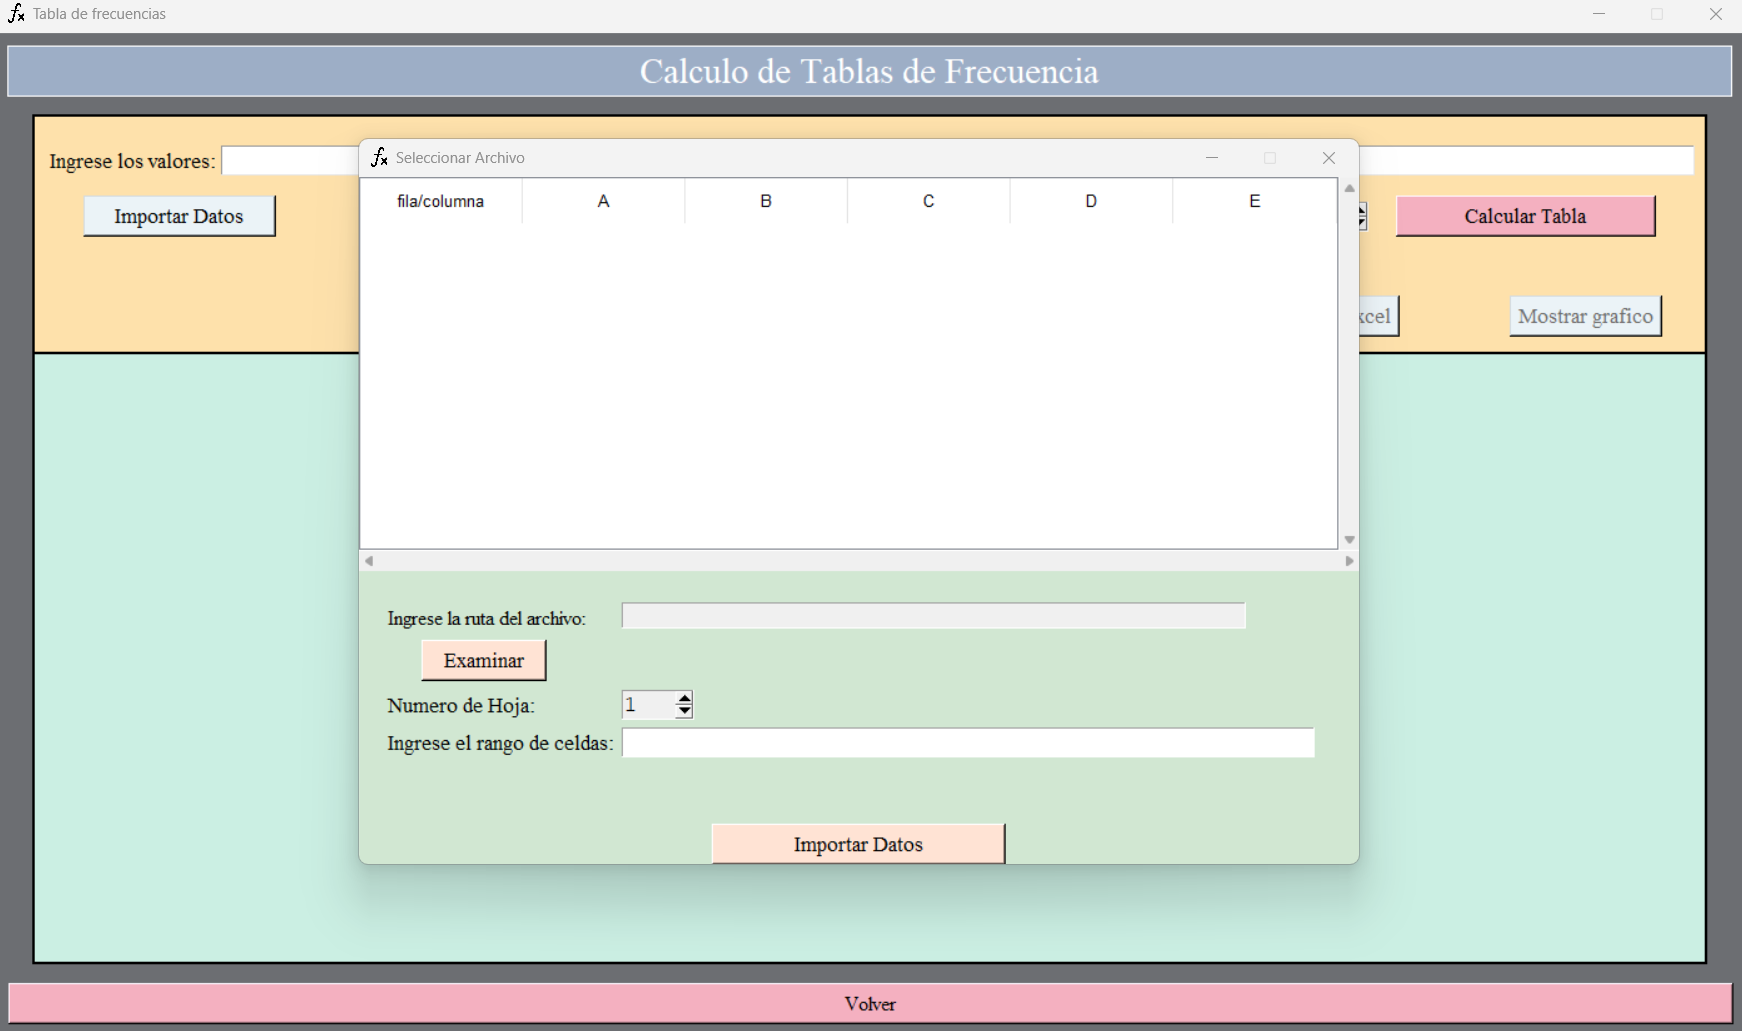 Tabla de frecuencias
Calculo de Tablas de Frecuencia
Ingrese los valores:
Importar Datos
Calcular Tabla
Mostrar grafico
Seleccionar Archivo
fila/columna A B C D E
Ingrese la ruta del archivo:
Examinar
Numero de Hoja: 1
Ingrese el rango de celdas:
Importar Datos
Volver